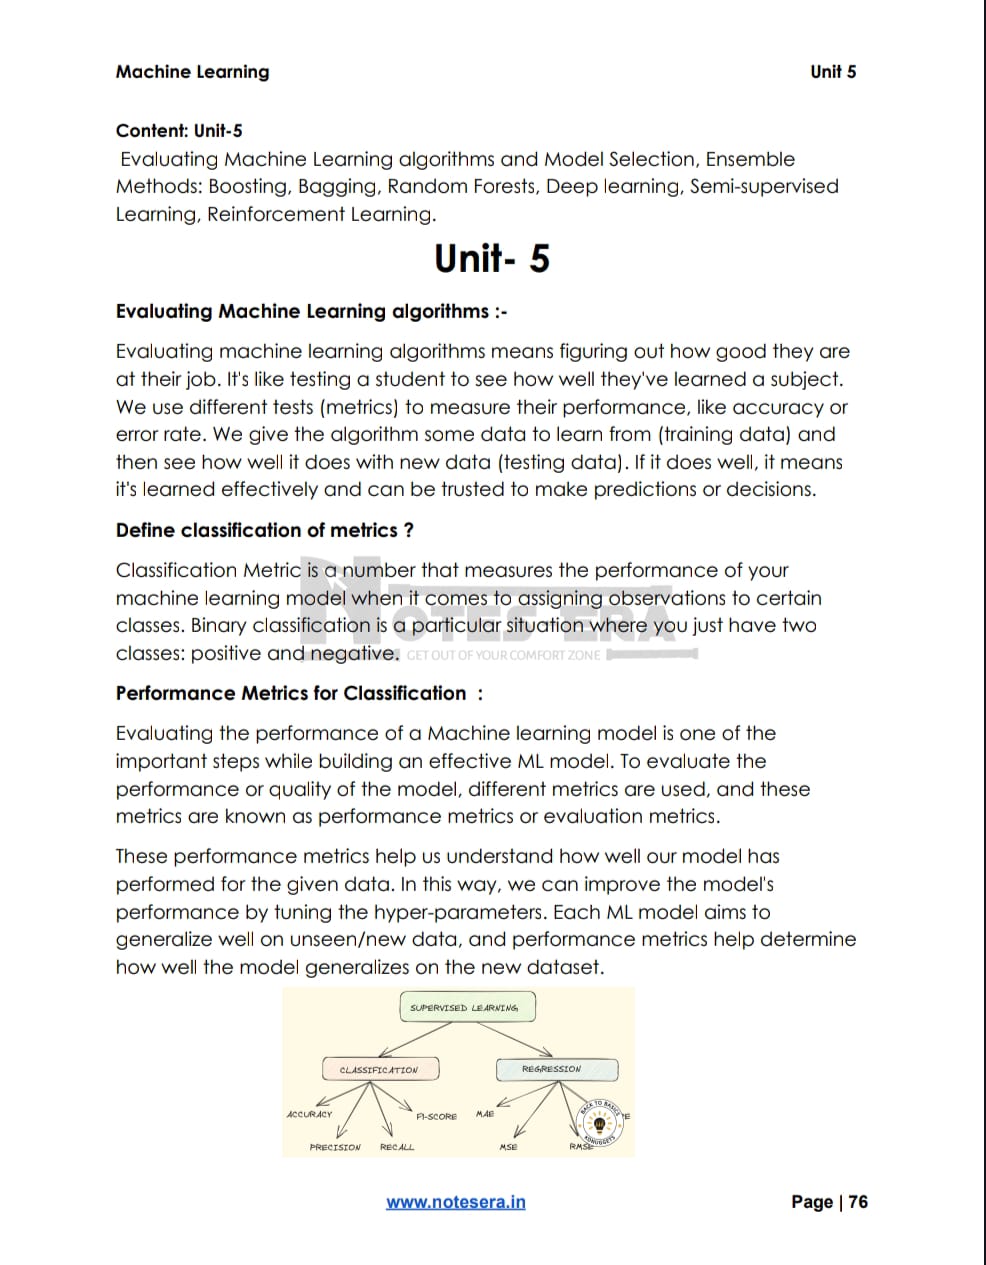 Machine Learning Unit 5
Content: Unit-5
Evaluating Machine Learning algorithms and Model Selection, Ensemble
Methods: Boosting, Bagging, Random Forests, Deep learning, Semi-supervised
Learning, Reinforcement Learning.
Unit- 5
Evaluating Machine Learning algorithms :-
Evaluating machine learning algorithms means figuring out how good they are
at their job. It's like testing a student to see how well they've learned a subject.
We use different tests (metrics) to measure their performance, like accuracy or
error rate. We give the algorithm some data to learn from (training data) and
then see how well it does with new data (testing data). If it does well, it means
it's learned effectively and can be trusted to make predictions or decisions.
Define classification of metrics ?
Classification Metric is a number that measures the performance of your
machine learning model when it comes to assigning observations to certain
classes. Binary classification is a particular situation where you just have two
classes: positive and negative.
NOTES ERA
GET OUT OF YOUR COMFORT ZONE
Performance Metrics for Classification :
Evaluating the performance of a Machine learning model is one of the
important steps while building an effective ML model. To evaluate the
performance or quality of the model, different metrics are used, and these
metrics are known as performance metrics or evaluation metrics.
These performance metrics help us understand how well our model has
performed for the given data. In this way, we can improve the model's
performance by tuning the hyper-parameters. Each ML model aims to
generalize well on unseen/new data, and performance metrics help determine
how well the model generalizes on the new dataset.
SUPERVISED LEARNING
CLASSIFICATION REGRESSION
ACCURACY F1-SCORE MAE
PRECISION RECALL MSE RMSE
BACK TO BASICS
KDNUGGETS
www.notesera.in Page | 76